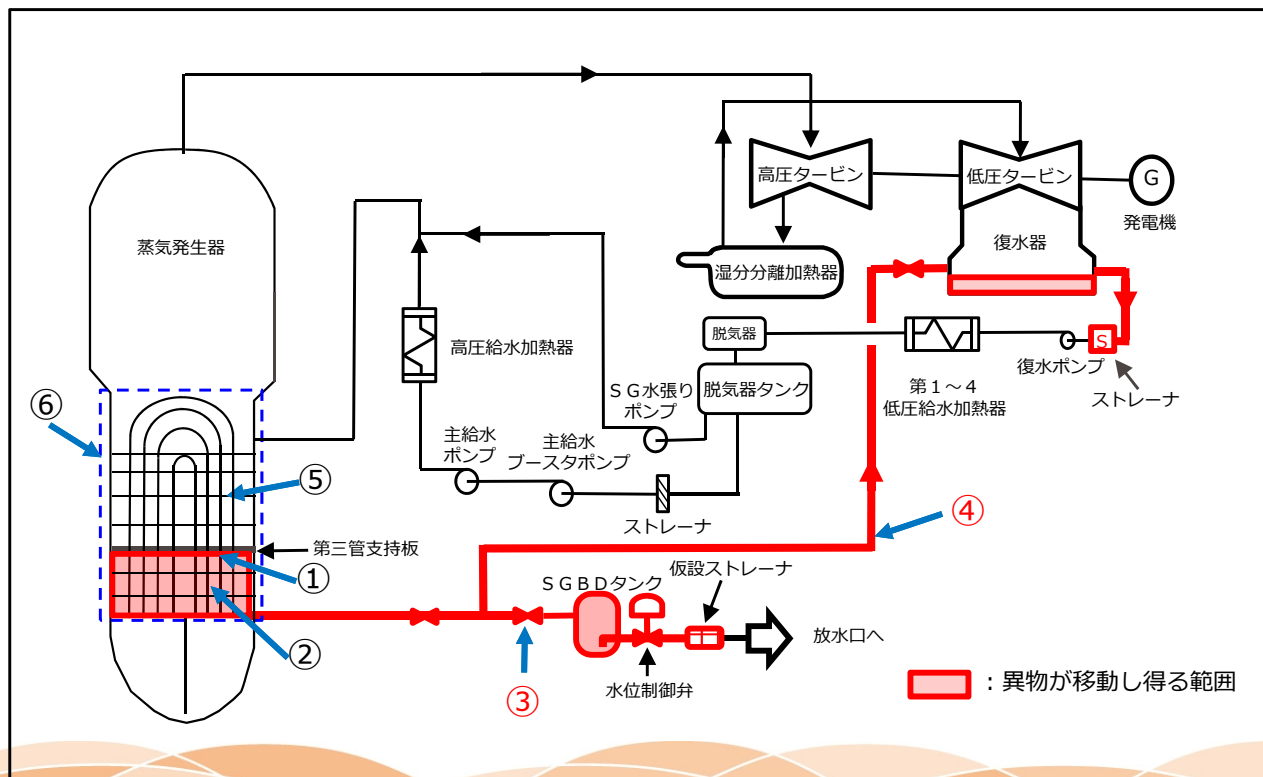 高圧タービン
低圧タービン
G
発電機
蒸気発生器
復水器
湿分分離加熱器
脱気器
高圧給水加熱器
S
復水ポンプ
ＳＧ水張り
ポンプ
脱気器タンク
第１～４
低圧給水加熱器
ストレーナ
⑥
主給水
ポンプ
主給水
ブースタポンプ
⑤
ストレーナ
④
第三管支持板
①
ＳＧＢＤタンク
仮設ストレーナ
②
放水口へ
③
水位制御弁
：異物が移動し得る範囲